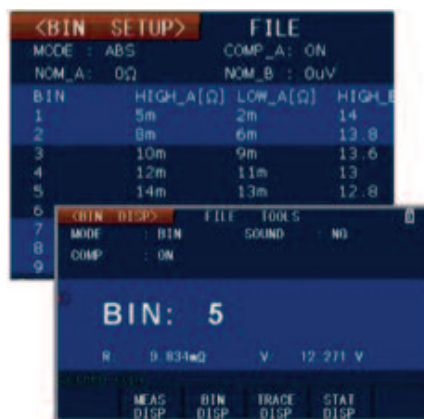 <BIN SETUP> FILE
MODE : ABS COMP_A: ON
NOM_A: 0Ω NOM_B : 0uV
BIN HIGH_A[Ω] LOW_A[Ω] HIGH_B
1 5m 2m 14
2 8m 6m 13.8
3 10m 9m 13.6
4 12m 11m 13
5 14m 13m 12.8
6
7
8
9
<BIN DISP> FILE TOOLS
MODE : BIN SOUND : NO
COMP : ON
BIN: 5
R: 9.834mΩ V: 12.271 V
MEAS DISP BIN DISP TRACE DISP STAT DISP